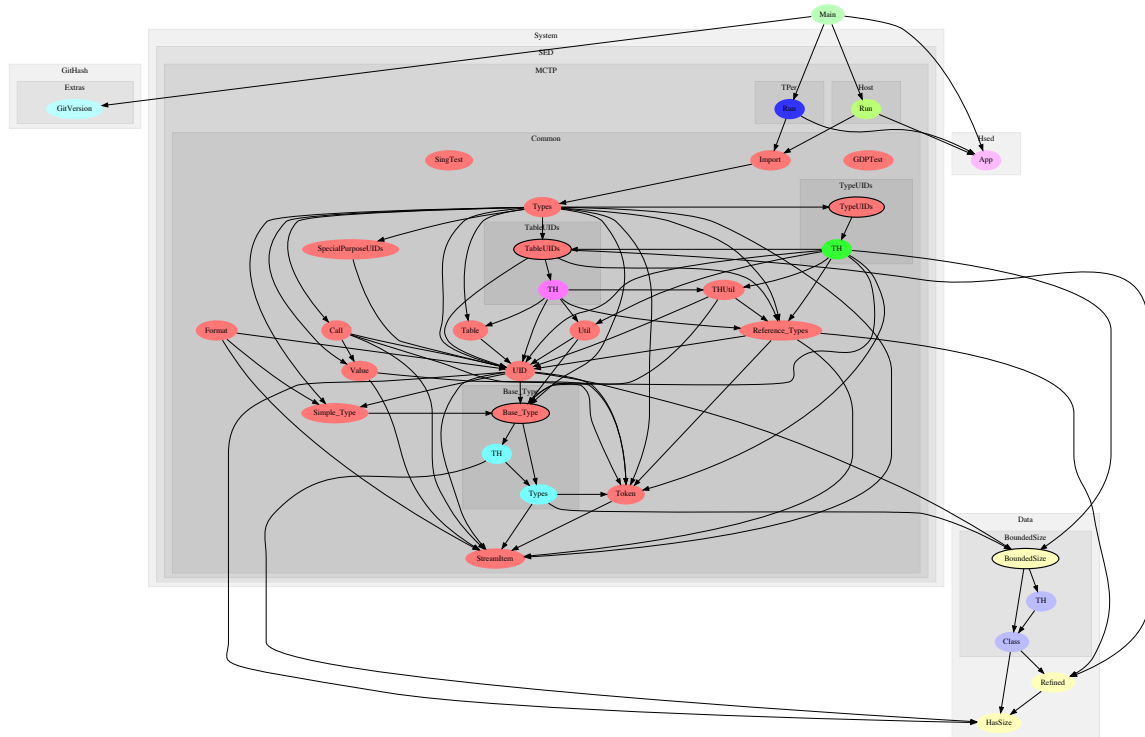 Main
System
SED
MCTP
GitHash
Extras
GitVersion
TPer
Run
Host
Run
Hsed
App
Common
SingTest
Import
GDPTest
TypeUIDs
TypeUIDs
Types
TableUIDs
SpecialPurposeUIDs
TableUIDs
TH
TH
THUtil
Format
Call
Table
Util
Reference_Types
Value
UID
Base_Type
Simple_Type
Base_Type
TH
Types
Token
Data
BoundedSize
StreamItem
BoundedSize
TH
Class
Refined
HasSize